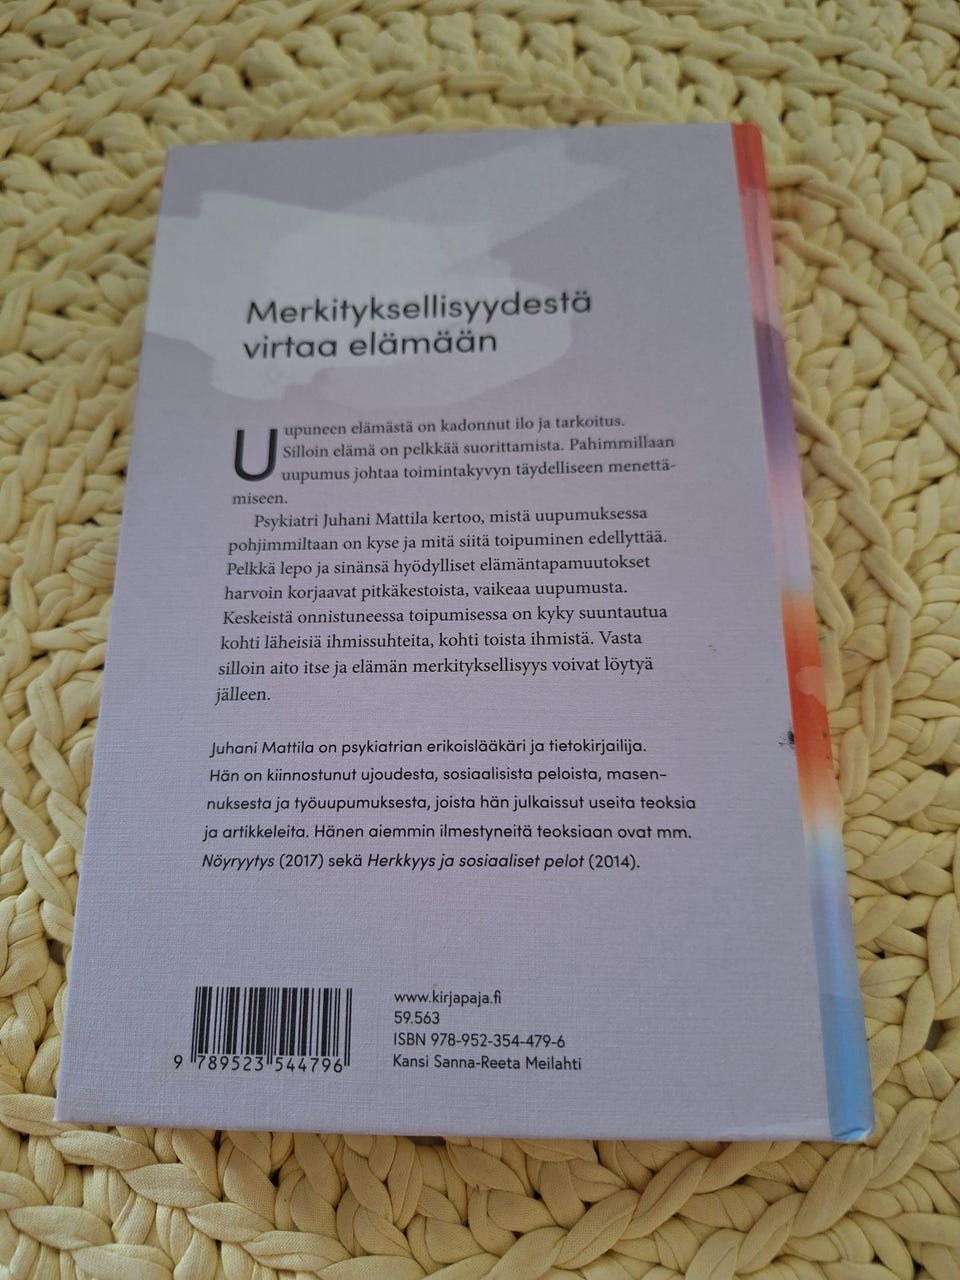 Merkityksellisyydestä
virtaa elämään
Uupuneen elämästä on kadonnut ilo ja tarkoitus.
Silloin elämä on pelkkää suorittamista. Pahimmillaan
uupumus johtaa toimintakyvyn täydelliseen menettä-
miseen.
Psykiatri Juhani Mattila kertoo, mistä uupumuksessa
pohjimmiltaan on kyse ja mitä siitä toipuminen edellyttää.
Pelkkä lepo ja sinänsä hyödylliset elämäntapamuutokset
harvoin korjaavat pitkäkestoista, vaikeaa uupumusta.
Keskeistä onnistuneessa toipumisessa on kyky suuntautua
kohti läheisiä ihmissuhteita, kohti toista ihmistä. Vasta
silloin aito itse ja elämän merkityksellisyys voivat löytyä
jälleen.
Juhani Mattila on psykiatrian erikoislääkäri ja tietokirjailija.
Hän on kiinnostunut ujoudesta, sosiaalisista peloista, masen-
nuksesta ja työuupumuksesta, joista hän julkaissut useita teoksia
ja artikkeleita. Hänen aiemmin ilmestyneitä teoksiaan ovat mm.
Nöyryytys (2017) sekä Herkkyys ja sosiaaliset pelot (2014).
www.kirjapaja.fi
59.563
ISBN 978-952-354-479-6
Kansi Sanna-Reeta Meilahti
9 789523 544796